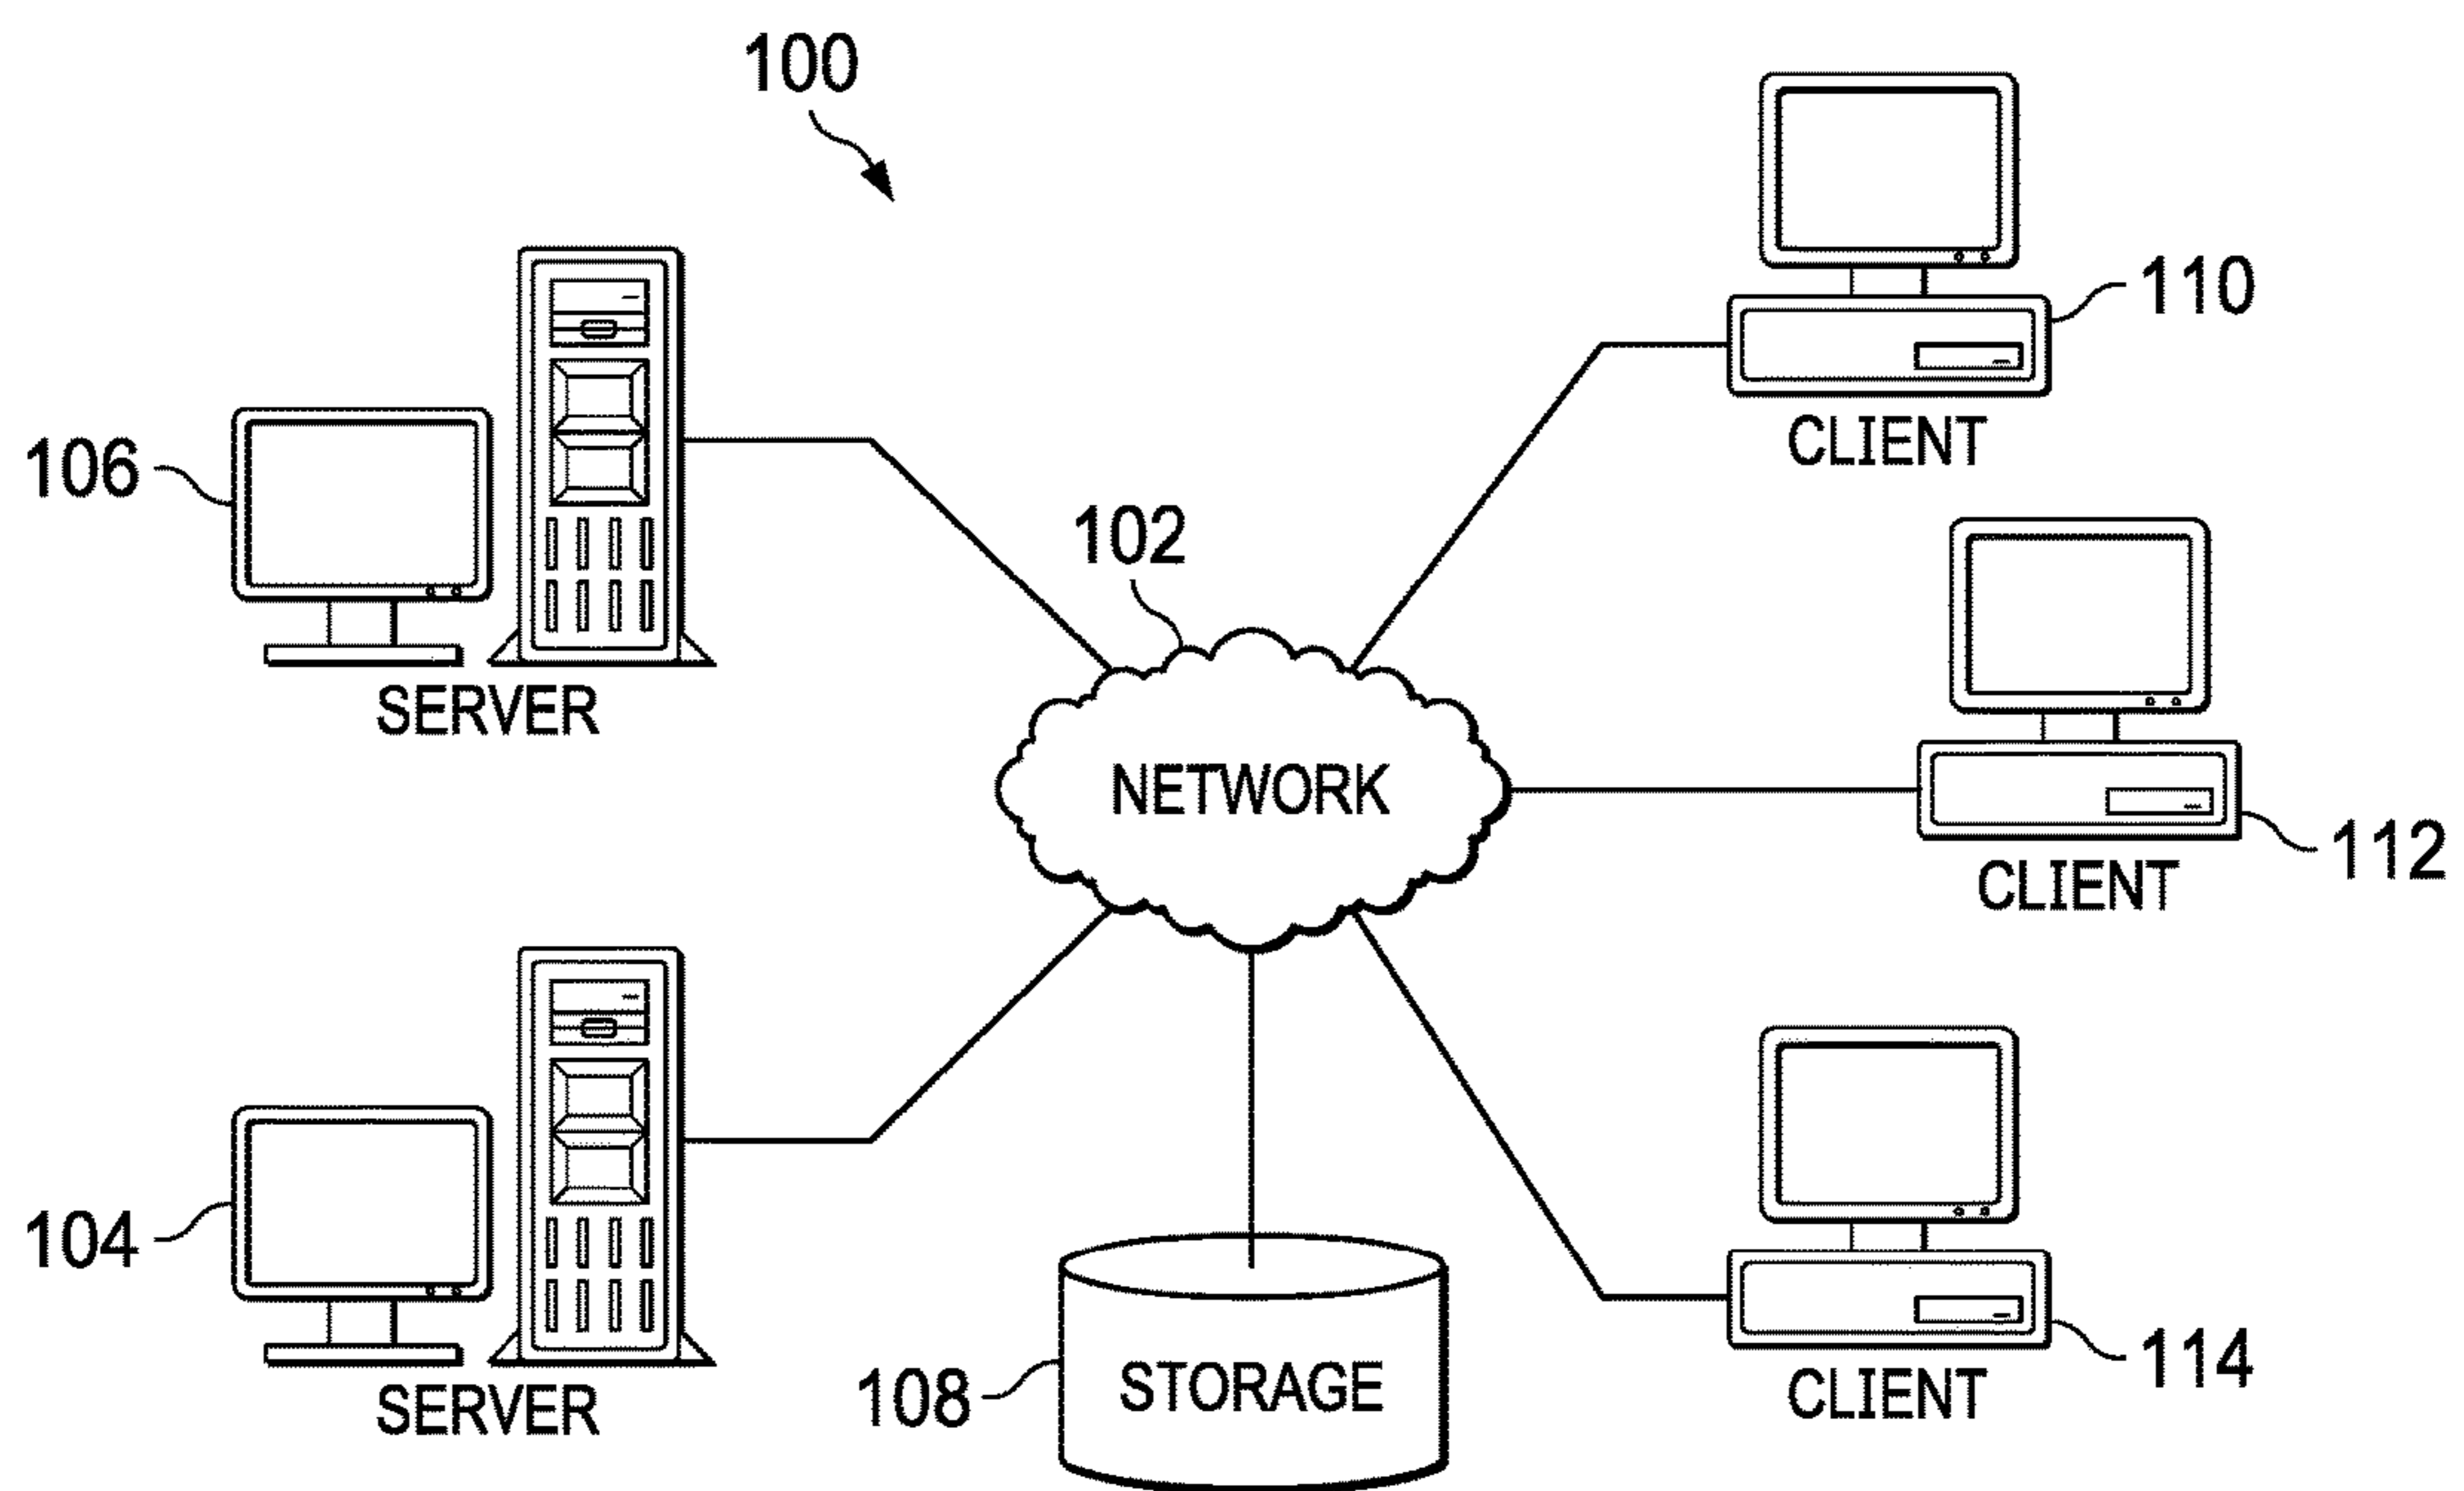 100
110
CLIENT
106
102
SERVER
NETWORK
112
CLIENT
104
114
108
STORAGE
CLIENT
SERVER